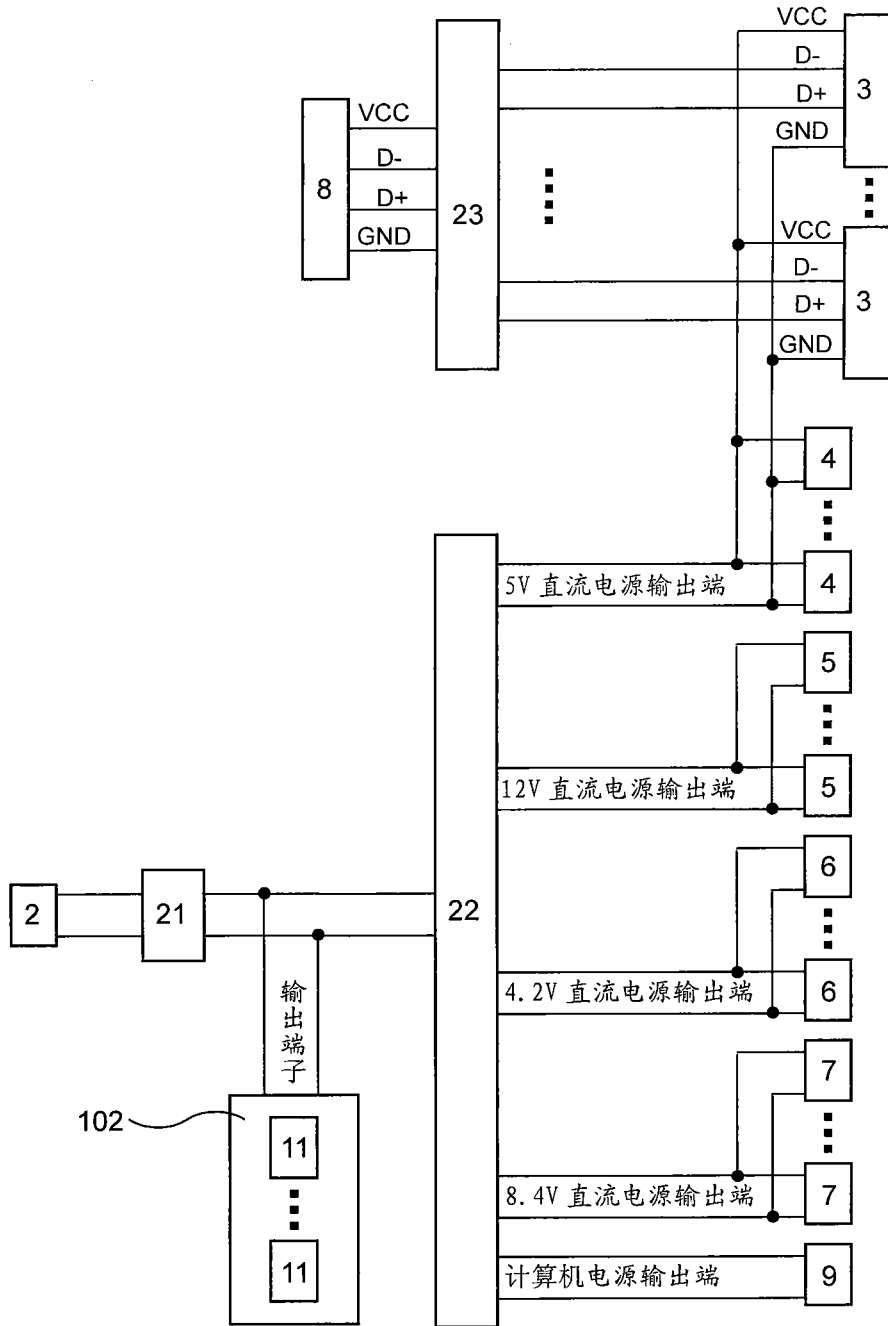 VCC
D-
D+
GND
3
VCC
D-
D+
GND
8
23
VCC
D-
D+
GND
3
4
4
5V 直流电源输出端
5
5
12V 直流电源输出端
2
21
22
6
6
4.2V 直流电源输出端
输出端子
7
7
8.4V 直流电源输出端
102
11
11
计算机电源输出端
9